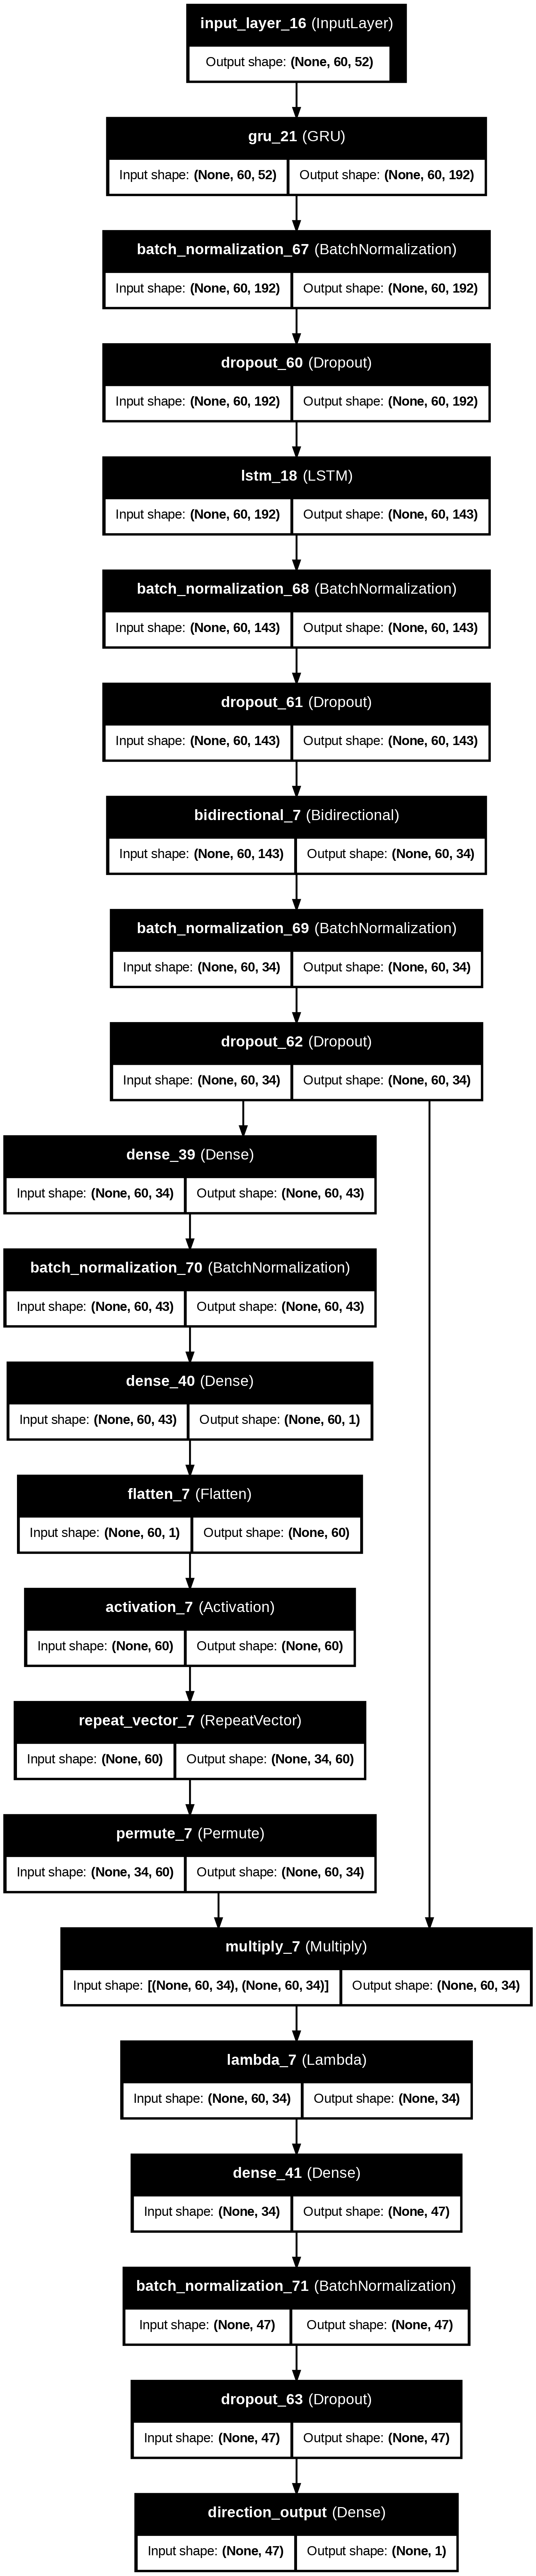 input_layer_16 (InputLayer)
Output shape: (None, 60, 52)
gru_21 (GRU)
Input shape: (None, 60, 52) Output shape: (None, 60, 192)
batch_normalization_67 (BatchNormalization)
Input shape: (None, 60, 192) Output shape: (None, 60, 192)
dropout_60 (Dropout)
Input shape: (None, 60, 192) Output shape: (None, 60, 192)
lstm_18 (LSTM)
Input shape: (None, 60, 192) Output shape: (None, 60, 143)
batch_normalization_68 (BatchNormalization)
Input shape: (None, 60, 143) Output shape: (None, 60, 143)
dropout_61 (Dropout)
Input shape: (None, 60, 143) Output shape: (None, 60, 143)
bidirectional_7 (Bidirectional)
Input shape: (None, 60, 143) Output shape: (None, 60, 34)
batch_normalization_69 (BatchNormalization)
Input shape: (None, 60, 34) Output shape: (None, 60, 34)
dropout_62 (Dropout)
Input shape: (None, 60, 34) Output shape: (None, 60, 34)
dense_39 (Dense)
Input shape: (None, 60, 34) Output shape: (None, 60, 43)
batch_normalization_70 (BatchNormalization)
Input shape: (None, 60, 43) Output shape: (None, 60, 43)
dense_40 (Dense)
Input shape: (None, 60, 43) Output shape: (None, 60, 1)
flatten_7 (Flatten)
Input shape: (None, 60, 1) Output shape: (None, 60)
activation_7 (Activation)
Input shape: (None, 60) Output shape: (None, 60)
repeat_vector_7 (RepeatVector)
Input shape: (None, 60) Output shape: (None, 34, 60)
permute_7 (Permute)
Input shape: (None, 34, 60) Output shape: (None, 60, 34)
multiply_7 (Multiply)
Input shape: [(None, 60, 34), (None, 60, 34)] Output shape: (None, 60, 34)
lambda_7 (Lambda)
Input shape: (None, 60, 34) Output shape: (None, 34)
dense_41 (Dense)
Input shape: (None, 34) Output shape: (None, 47)
batch_normalization_71 (BatchNormalization)
Input shape: (None, 47) Output shape: (None, 47)
dropout_63 (Dropout)
Input shape: (None, 47) Output shape: (None, 47)
direction_output (Dense)
Input shape: (None, 47) Output shape: (None, 1)